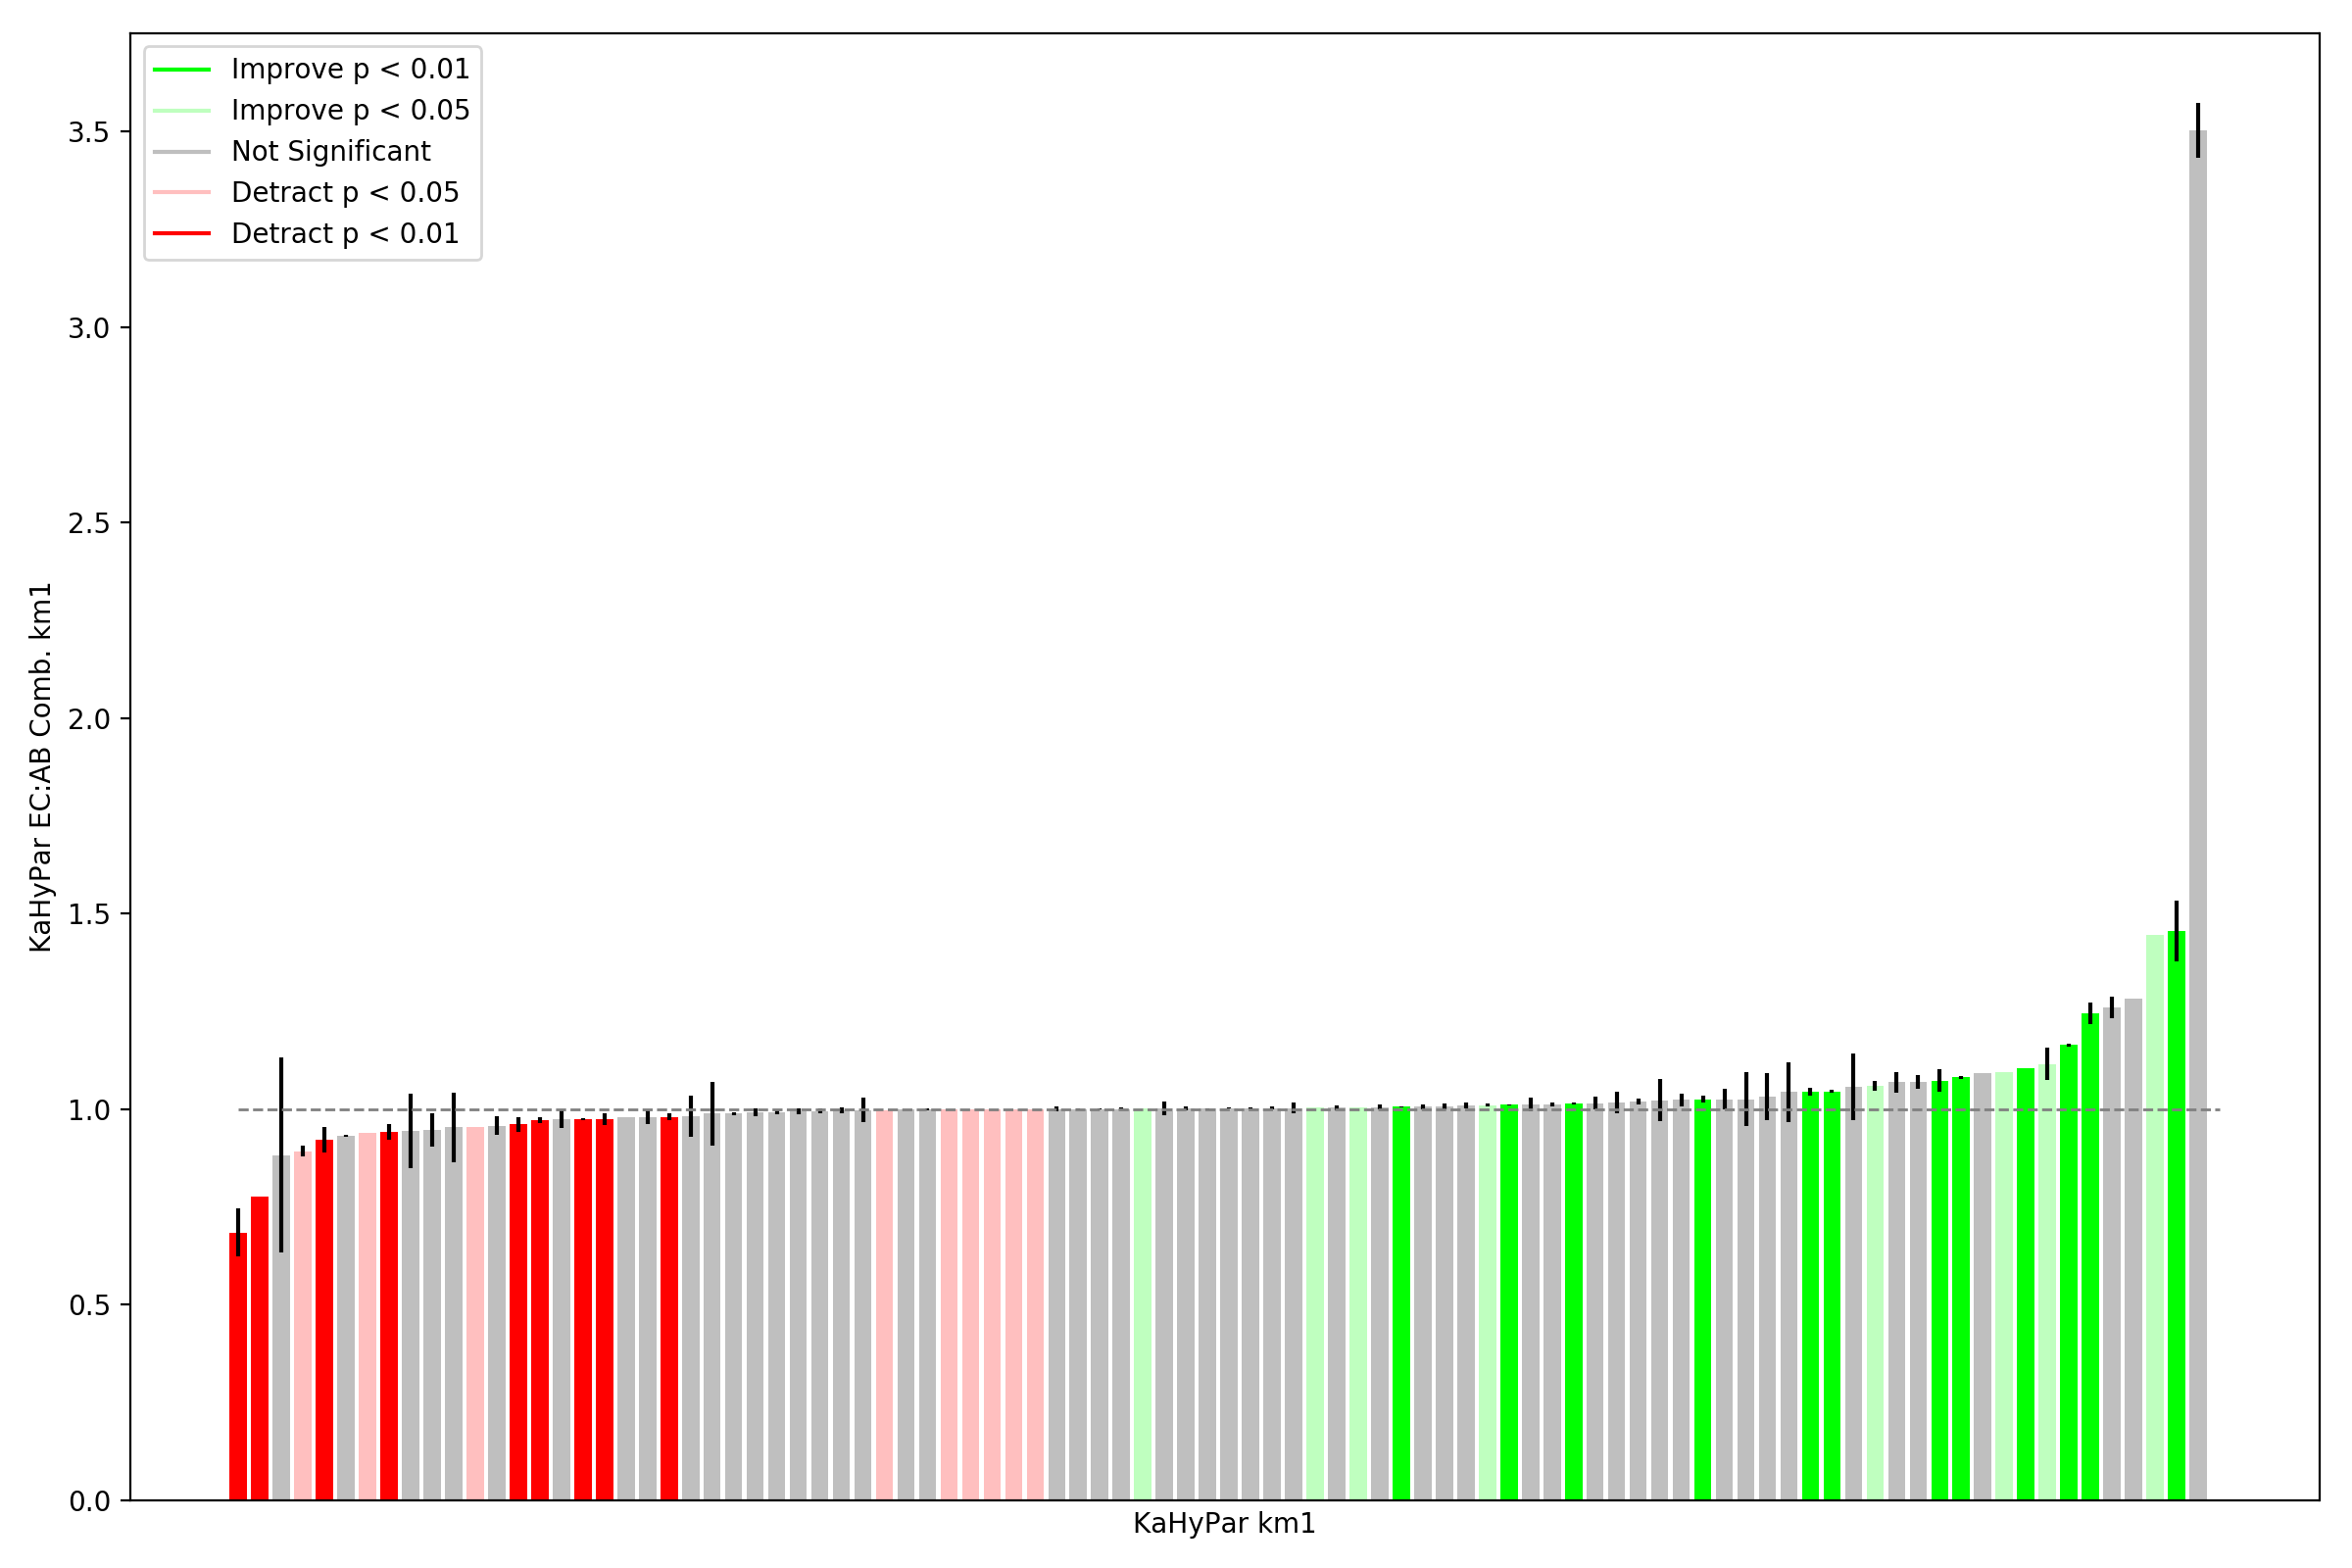 Improve p < 0.01
Improve p < 0.05
Not Significant
Detract p < 0.05
Detract p < 0.01
3.5
3.0
2.5
2.0
1.5
1.0
0.5
0.0
KaHyPar EC:AB Comb. km1
KaHyPar km1